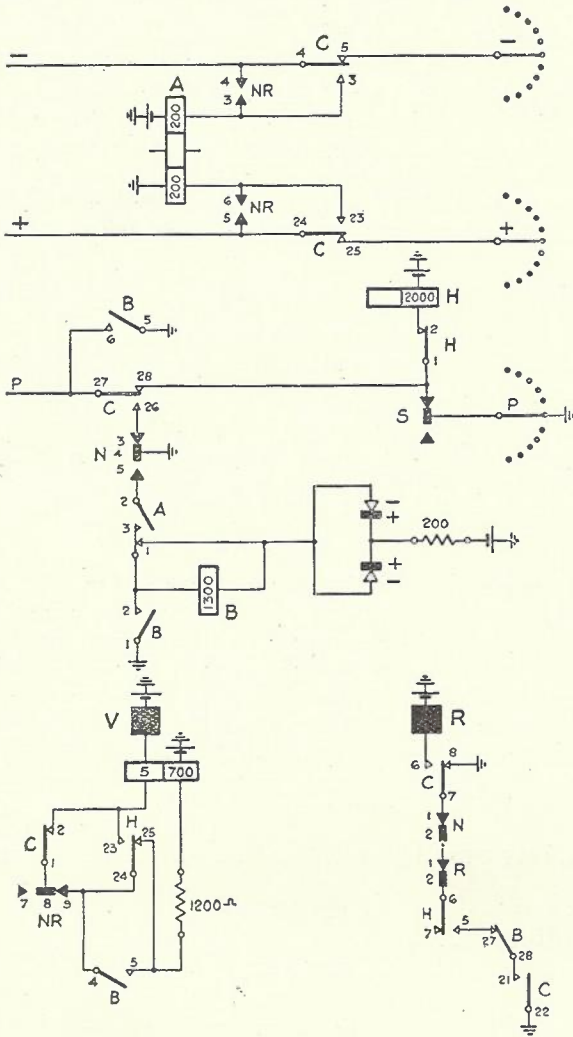 − 4 C 5 −
A 4 NR 3
3
200
200
6 NR 23
5
+ 24 C 25 +
2000 H
B 5
6
2
H
1
P 27 28
C 26
S P
3
N 4
5
2 A
3
1
− +
200
+ −
1300
B
2
B
1
V
5 700
R
6 8
C
7
1 N
2
1 R
2
6
H
7 5
27 B
28
21 C
22
C 2
1
H
23 25
24
7 8 9
NR
1200Ω
4 5
B